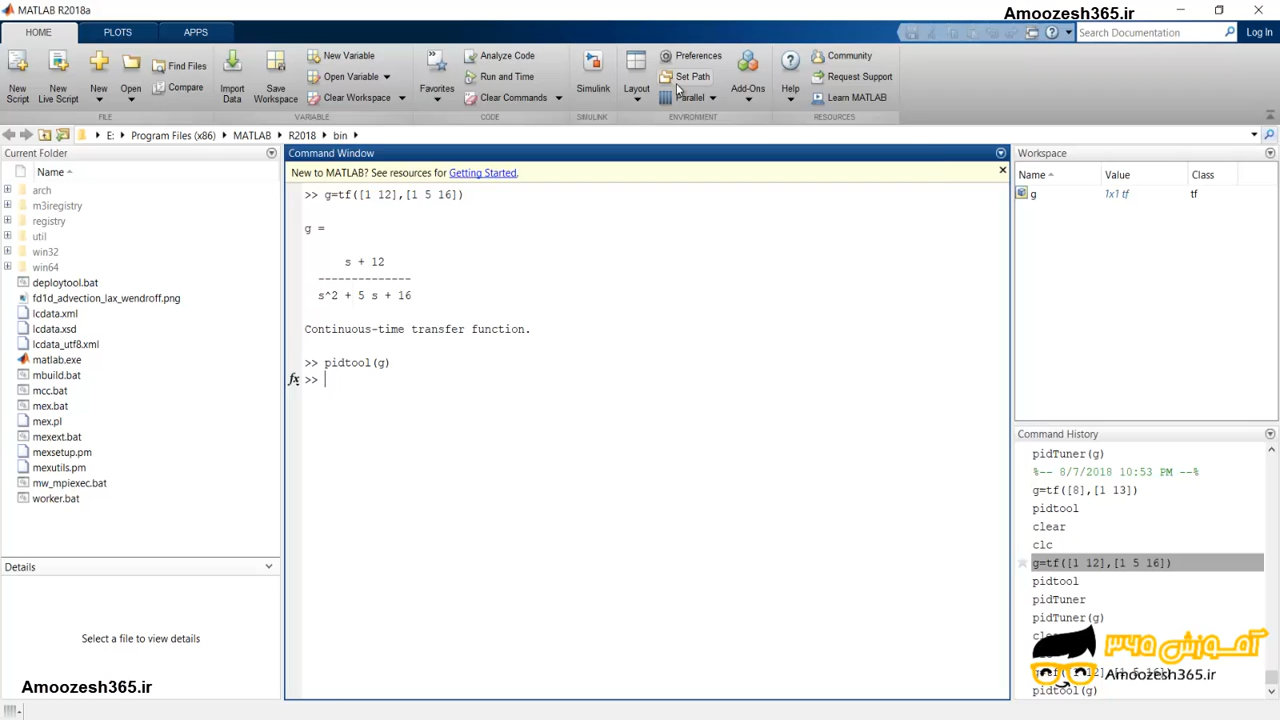 MATLAB R2018a
Amoozesh365.ir
HOME
PLOTS
APPS
Search Documentation
Log In
New Script
New Live Script
New
Open
Find Files
Compare
FILE
Import Data
Save Workspace
New Variable
Open Variable
Clear Workspace
VARIABLE
Favorites
Analyze Code
Run and Time
Clear Commands
CODE
Simulink
SIMULINK
Layout
Preferences
Set Path
Parallel
ENVIRONMENT
Add-Ons
Help
Community
Request Support
Learn MATLAB
RESOURCES
E: Program Files (x86) MATLAB R2018 bin
Current Folder
Name
arch
m3iregistry
registry
util
win32
win64
deploytool.bat
fd1d_advection_lax_wendroff.png
lcdata.xml
lcdata.xsd
lcdata_utf8.xml
matlab.exe
mbuild.bat
mcc.bat
mex.bat
mex.pl
mexext.bat
mexsetup.pm
mexutils.pm
mw_mpiexec.bat
worker.bat
Details
Select a file to view details
Amoozesh365.ir
Command Window
New to MATLAB? See resources for Getting Started.
>> g=tf([1 12],[1 5 16])
g =
s + 12
--------------
s^2 + 5 s + 16
Continuous-time transfer function.
>> pidtool(g)
fx >>
Workspace
Name Value Class
g 1x1 tf tf
Command History
pidTuner(g)
%-- 8/7/2018 10:53 PM --%
g=tf([8],[1 13])
pidtool
clear
clc
g=tf([1 12],[1 5 16])
pidtool
pidTuner
pidTuner(g)
pidtool(g)
آموزش ۳۶۵
Amoozesh365.ir